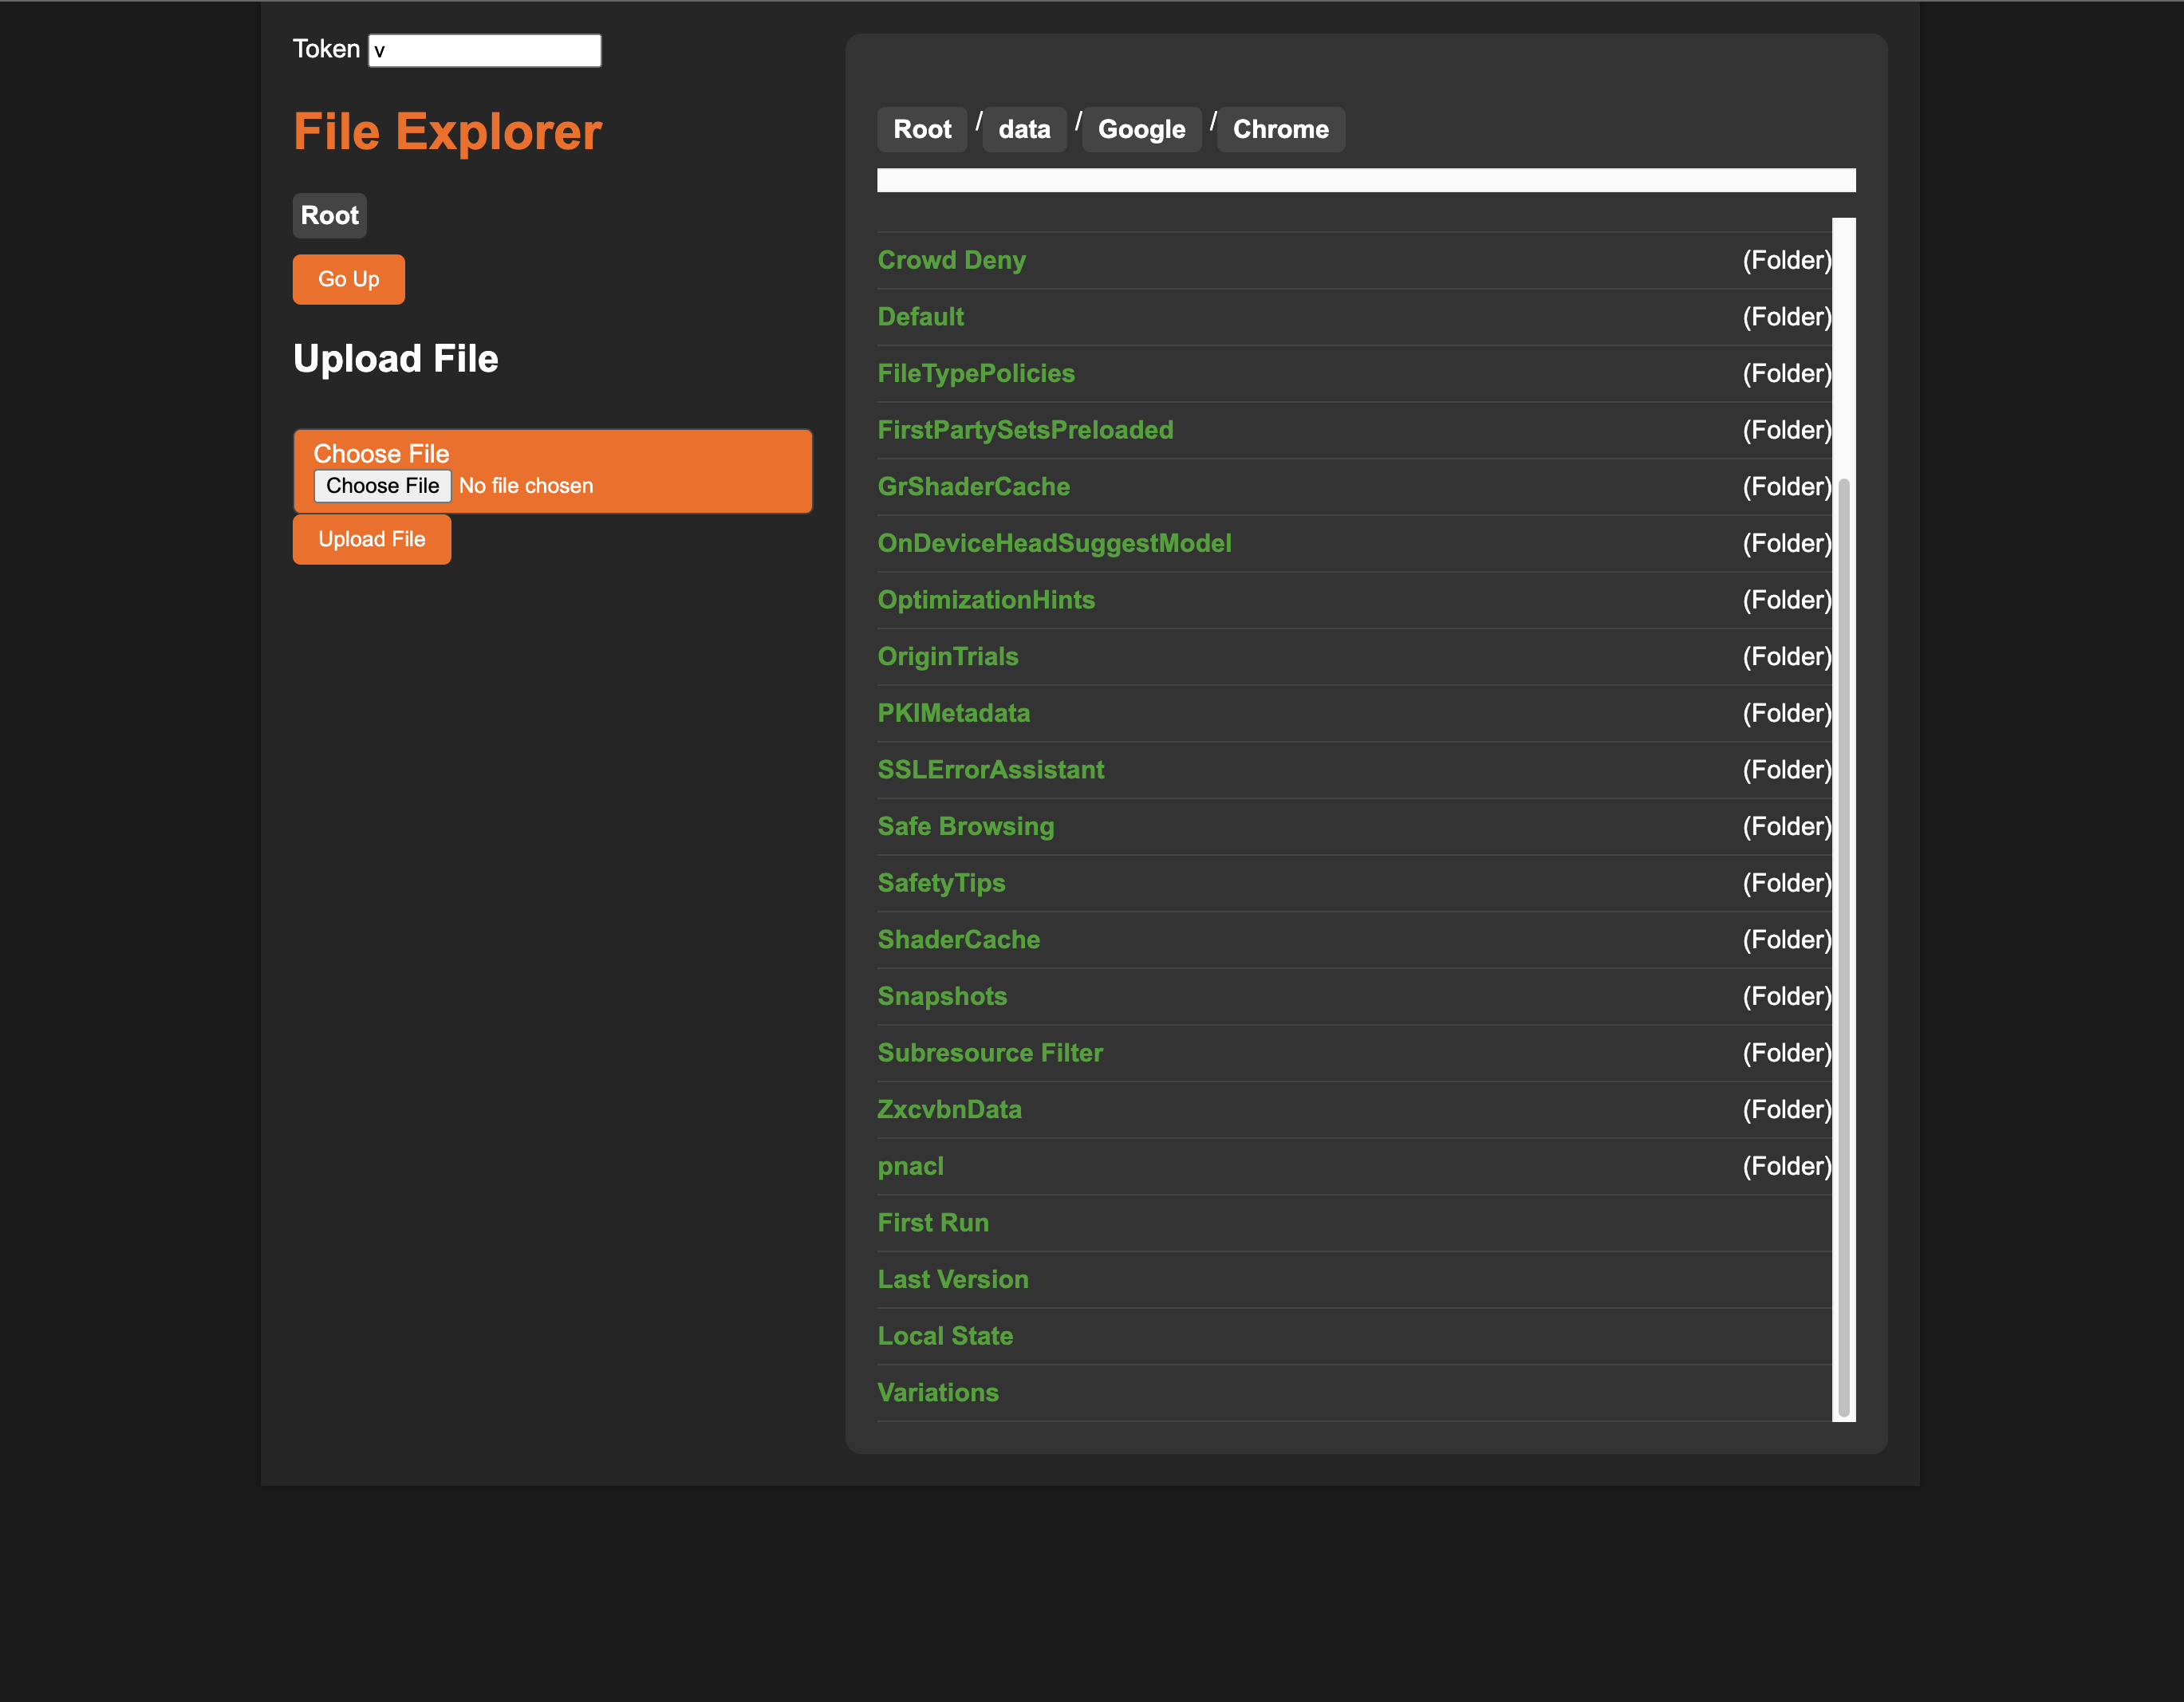 Token v
File Explorer
Root
Go Up
Upload File
Choose File
Choose File No file chosen
Upload File
Root / data / Google / Chrome
Crowd Deny (Folder)
Default (Folder)
FileTypePolicies (Folder)
FirstPartySetsPreloaded (Folder)
GrShaderCache (Folder)
OnDeviceHeadSuggestModel (Folder)
OptimizationHints (Folder)
OriginTrials (Folder)
PKIMetadata (Folder)
SSLErrorAssistant (Folder)
Safe Browsing (Folder)
SafetyTips (Folder)
ShaderCache (Folder)
Snapshots (Folder)
Subresource Filter (Folder)
ZxcvbnData (Folder)
pnacl (Folder)
First Run
Last Version
Local State
Variations